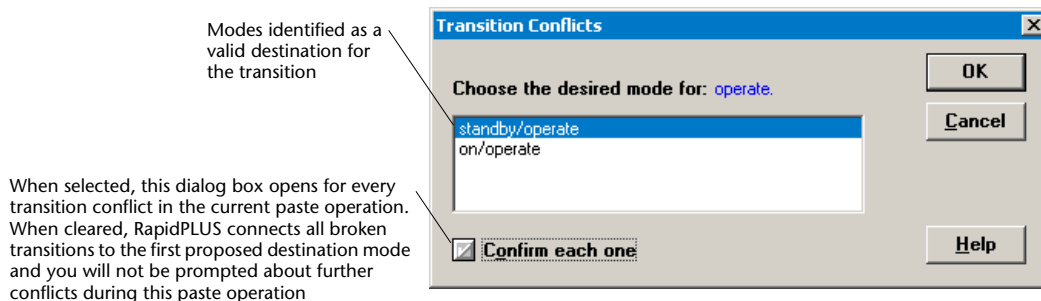 Modes identified as a
valid destination for
the transition
Transition Conflicts
Choose the desired mode for: operate.
OK
Cancel
standby/operate
on/operate
When selected, this dialog box opens for every
transition conflict in the current paste operation.
When cleared, RapidPLUS connects all broken
transitions to the first proposed destination mode
and you will not be prompted about further
conflicts during this paste operation
Confirm each one
Help